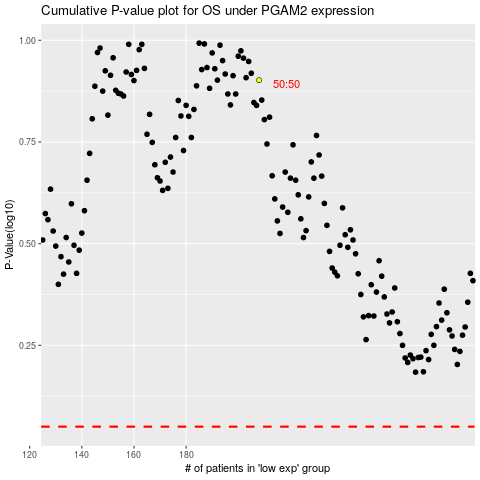 Cumulative P-value plot for OS under PGAM2 expression
1.00
50:50
0.75
P-Value(log10)
0.50
0.25
120 140 160 180
# of patients in 'low exp' group